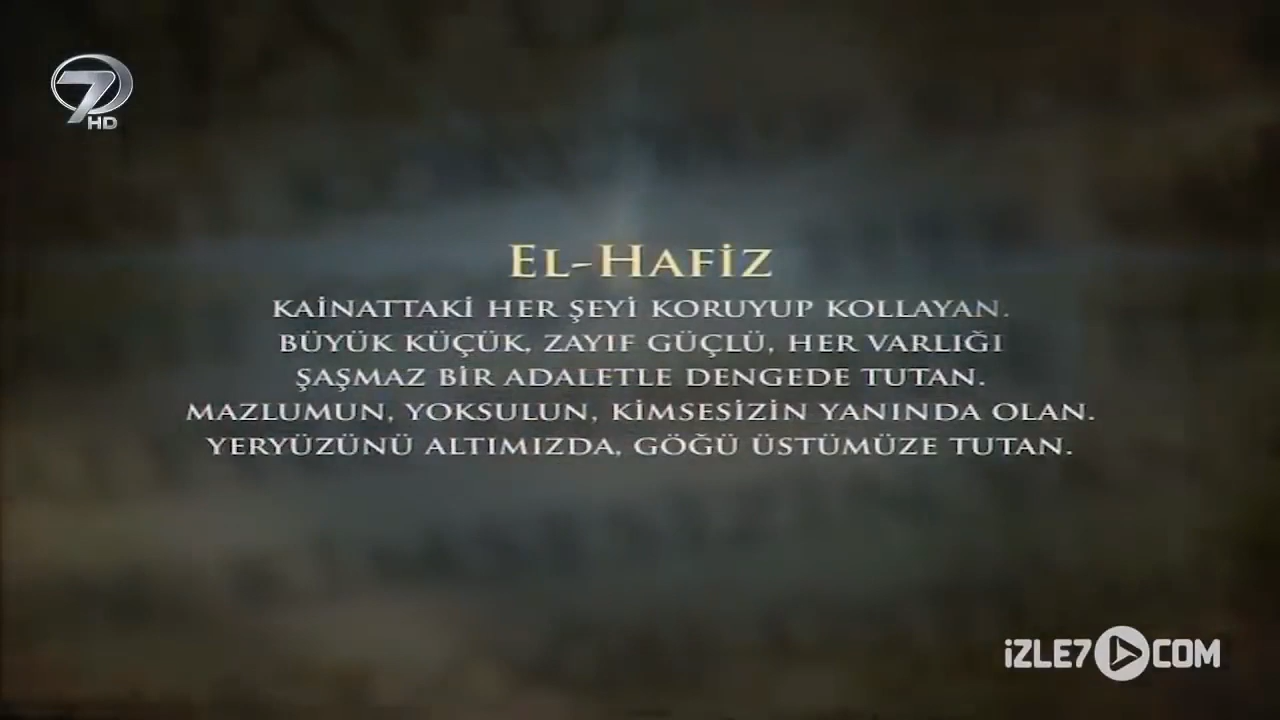 7
HD
EL-HAFİZ
KAİNATTAKİ HER ŞEYİ KORUYUP KOLLAYAN.
BÜYÜK KÜÇÜK, ZAYIF GÜÇLÜ, HER VARLIĞI
ŞAŞMAZ BİR ADALETLE DENGEDE TUTAN.
MAZLUMUN, YOKSULUN, KİMSESİZİN YANINDA OLAN.
YERYÜZÜNÜ ALTIMIZDA, GÖĞÜ ÜSTÜMÜZE TUTAN.
İZLE7 COM